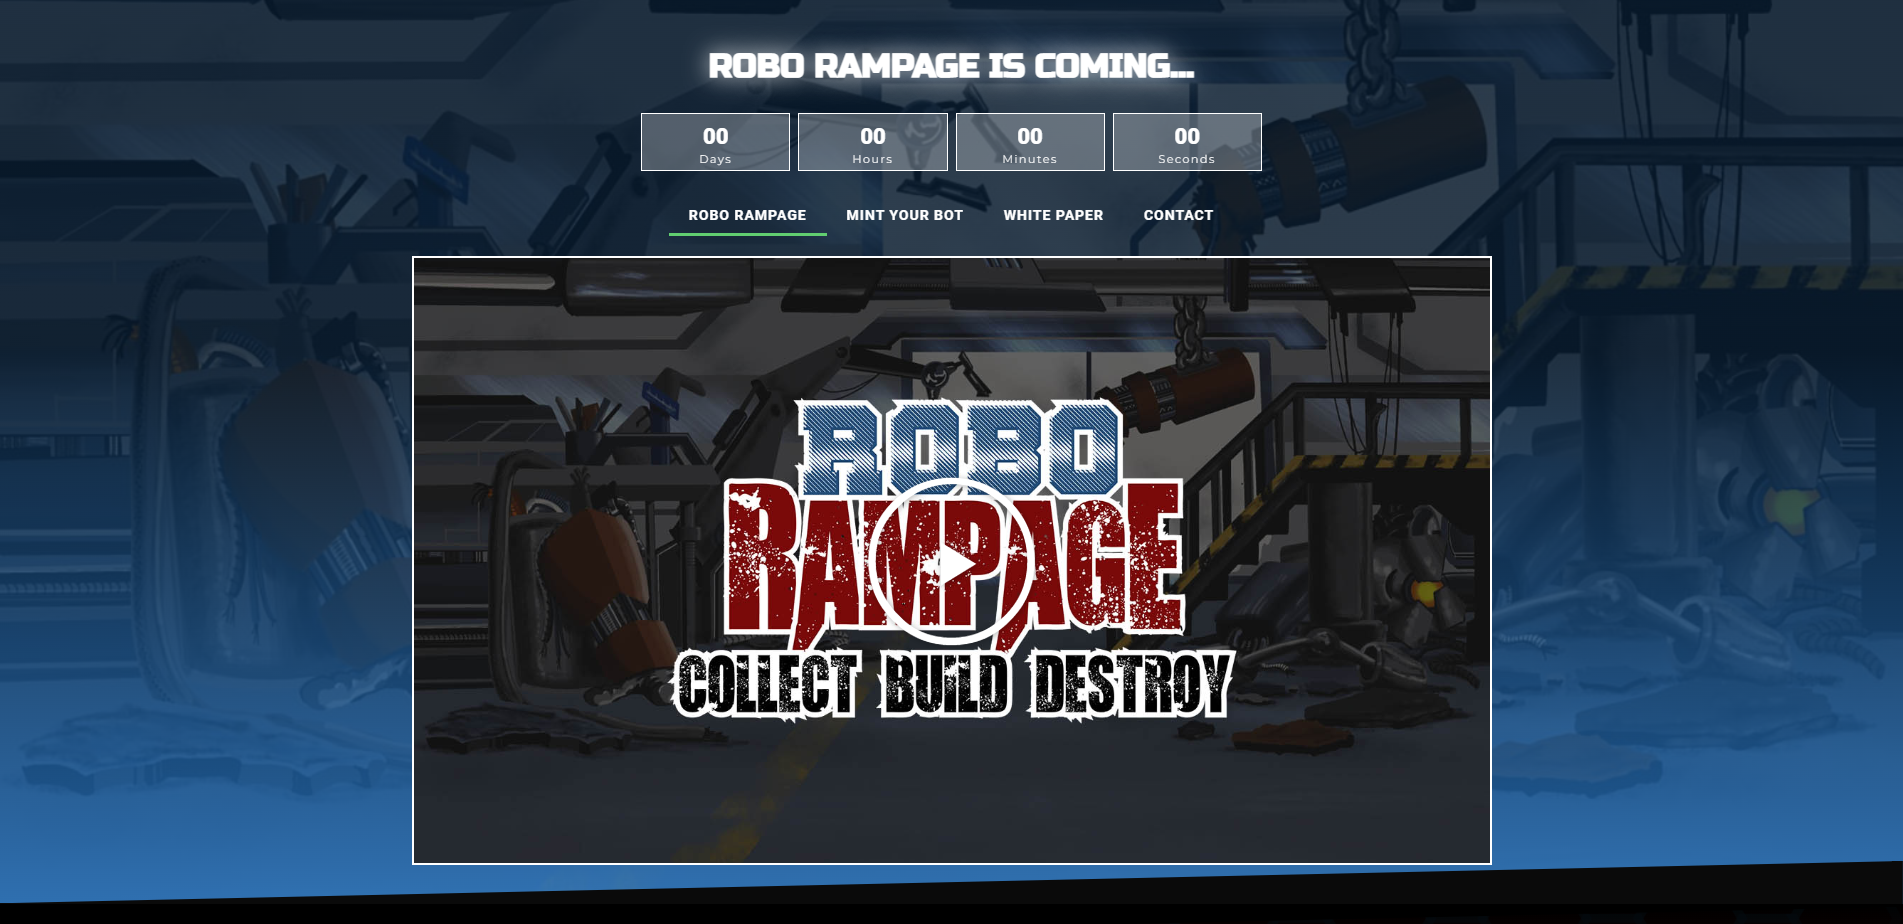 ROBO RAMPAGE IS COMING...
00 00 00 00
Days Hours Minutes Seconds
ROBO RAMPAGE MINT YOUR BOT WHITE PAPER CONTACT
ROBO
RAMPAGE
COLLECT BUILD DESTROY